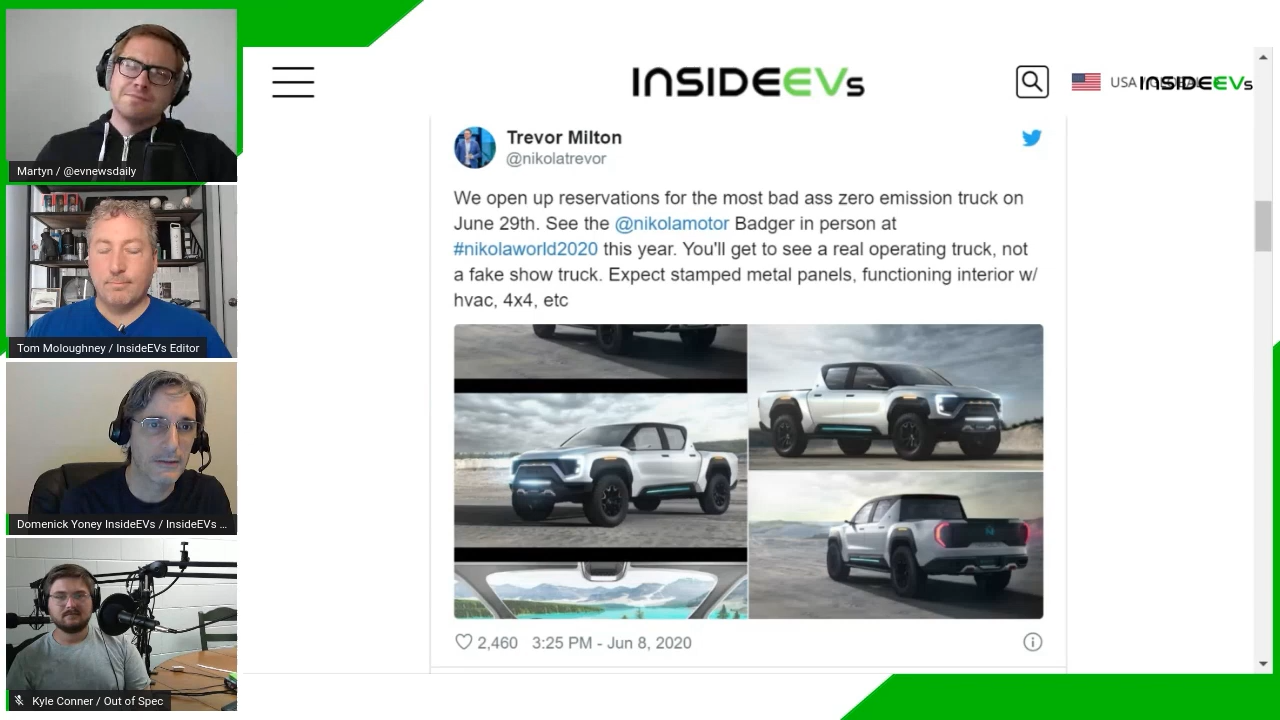 Martyn / @evnewsdaily
Tom Moloughney / InsideEVs Editor
Domenick Yoney InsideEVs / InsideEVs ...
Kyle Conner / Out of Spec
INSIDEEVs
USA
INSIDEEVs
Trevor Milton
@nikolatrevor
We open up reservations for the most bad ass zero emission truck on
June 29th. See the @nikolamotor Badger in person at
#nikolaworld2020 this year. You'll get to see a real operating truck, not
a fake show truck. Expect stamped metal panels, functioning interior w/
hvac, 4x4, etc
2,460 3:25 PM - Jun 8, 2020